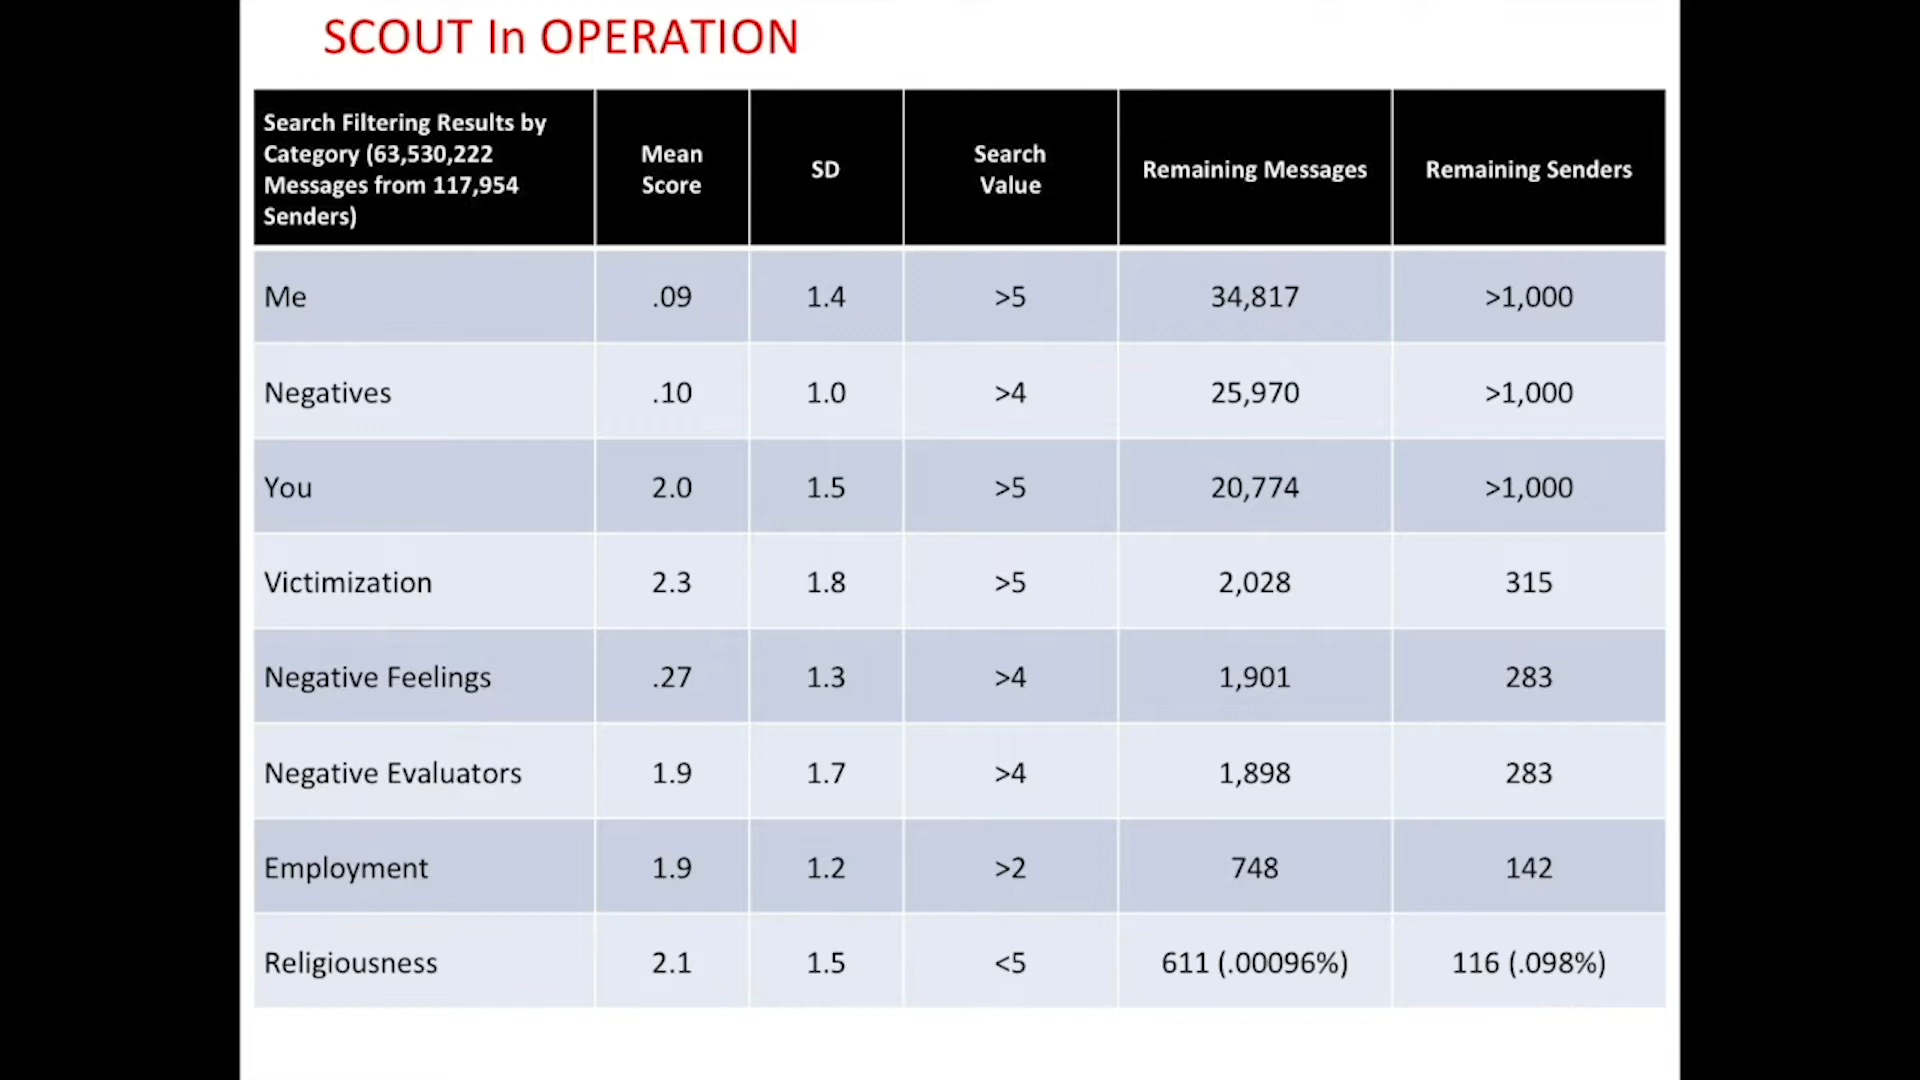 SCOUT In OPERATION
Search Filtering Results by
Category (63,530,222
Messages from 117,954
Senders)
Mean
Score
SD
Search
Value
Remaining Messages
Remaining Senders
Me .09 1.4 >5 34,817 >1,000
Negatives .10 1.0 >4 25,970 >1,000
You 2.0 1.5 >5 20,774 >1,000
Victimization 2.3 1.8 >5 2,028 315
Negative Feelings .27 1.3 >4 1,901 283
Negative Evaluators 1.9 1.7 >4 1,898 283
Employment 1.9 1.2 >2 748 142
Religiousness 2.1 1.5 <5 611 (.00096%) 116 (.098%)